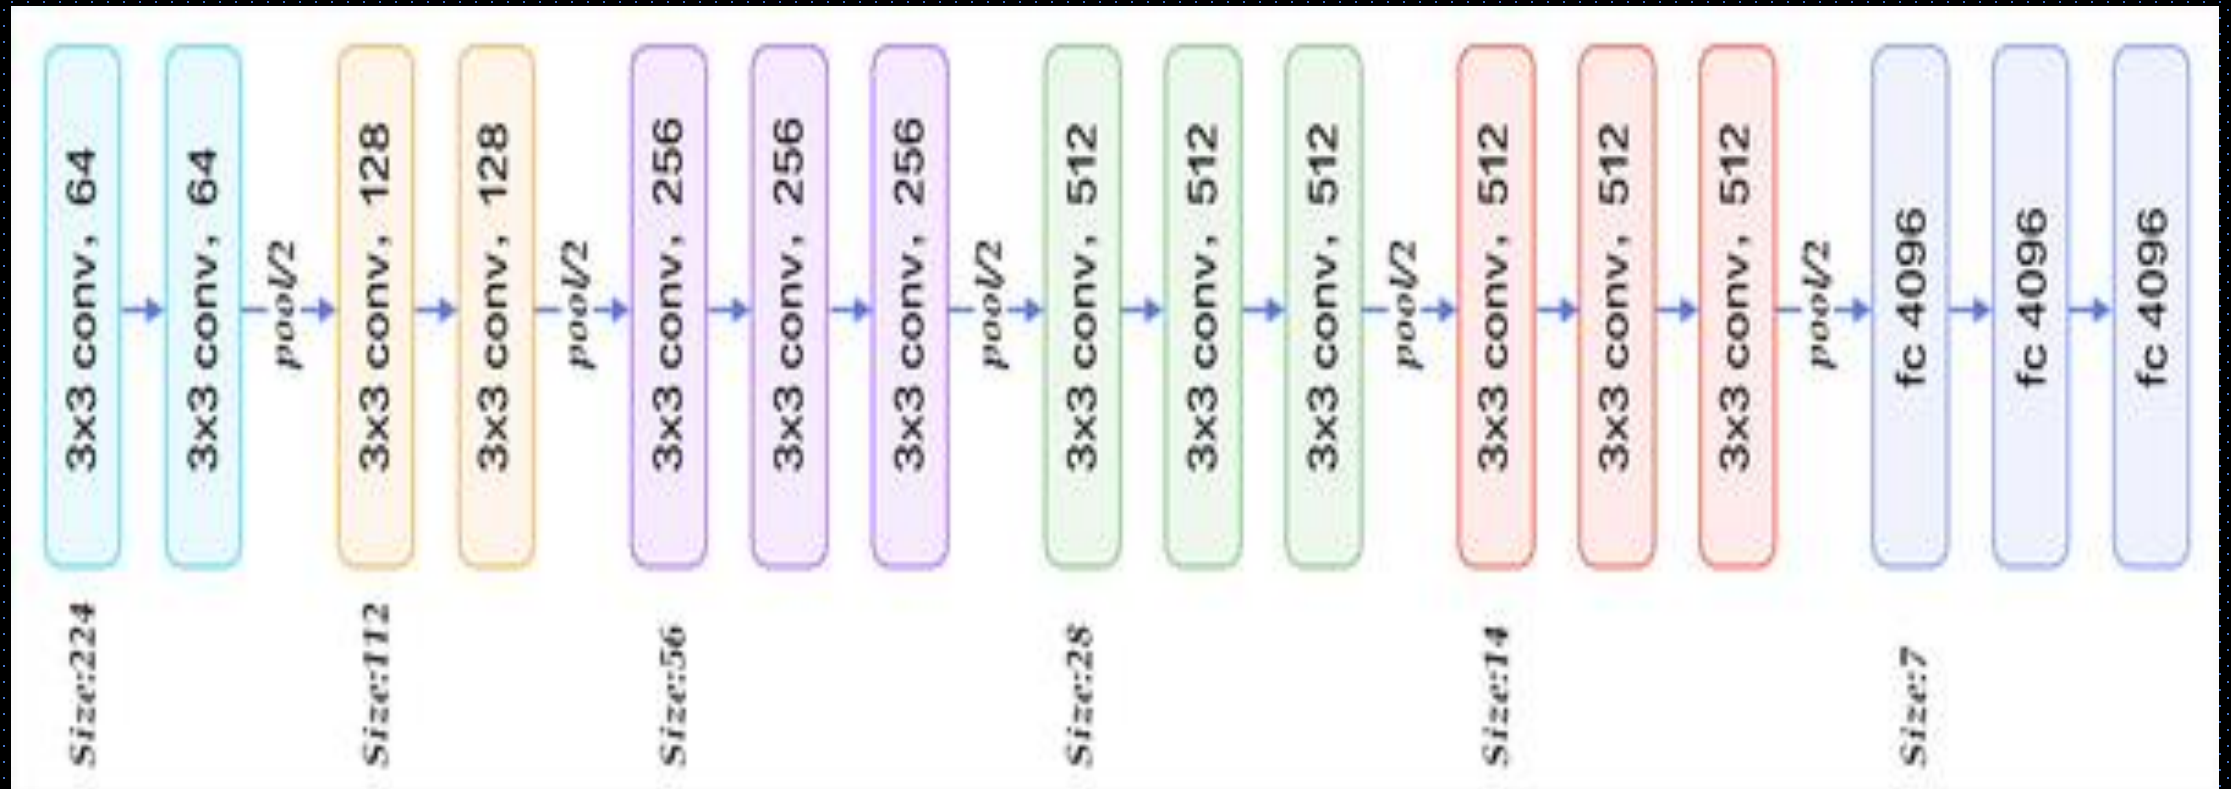 3x3 conv, 64
3x3 conv, 64
pool/2
3x3 conv, 128
3x3 conv, 128
pool/2
3x3 conv, 256
3x3 conv, 256
3x3 conv, 256
pool/2
3x3 conv, 512
3x3 conv, 512
3x3 conv, 512
pool/2
3x3 conv, 512
3x3 conv, 512
3x3 conv, 512
pool/2
fc 4096
fc 4096
fc 4096
Size:224
Size:112
Size:56
Size:28
Size:14
Size:7